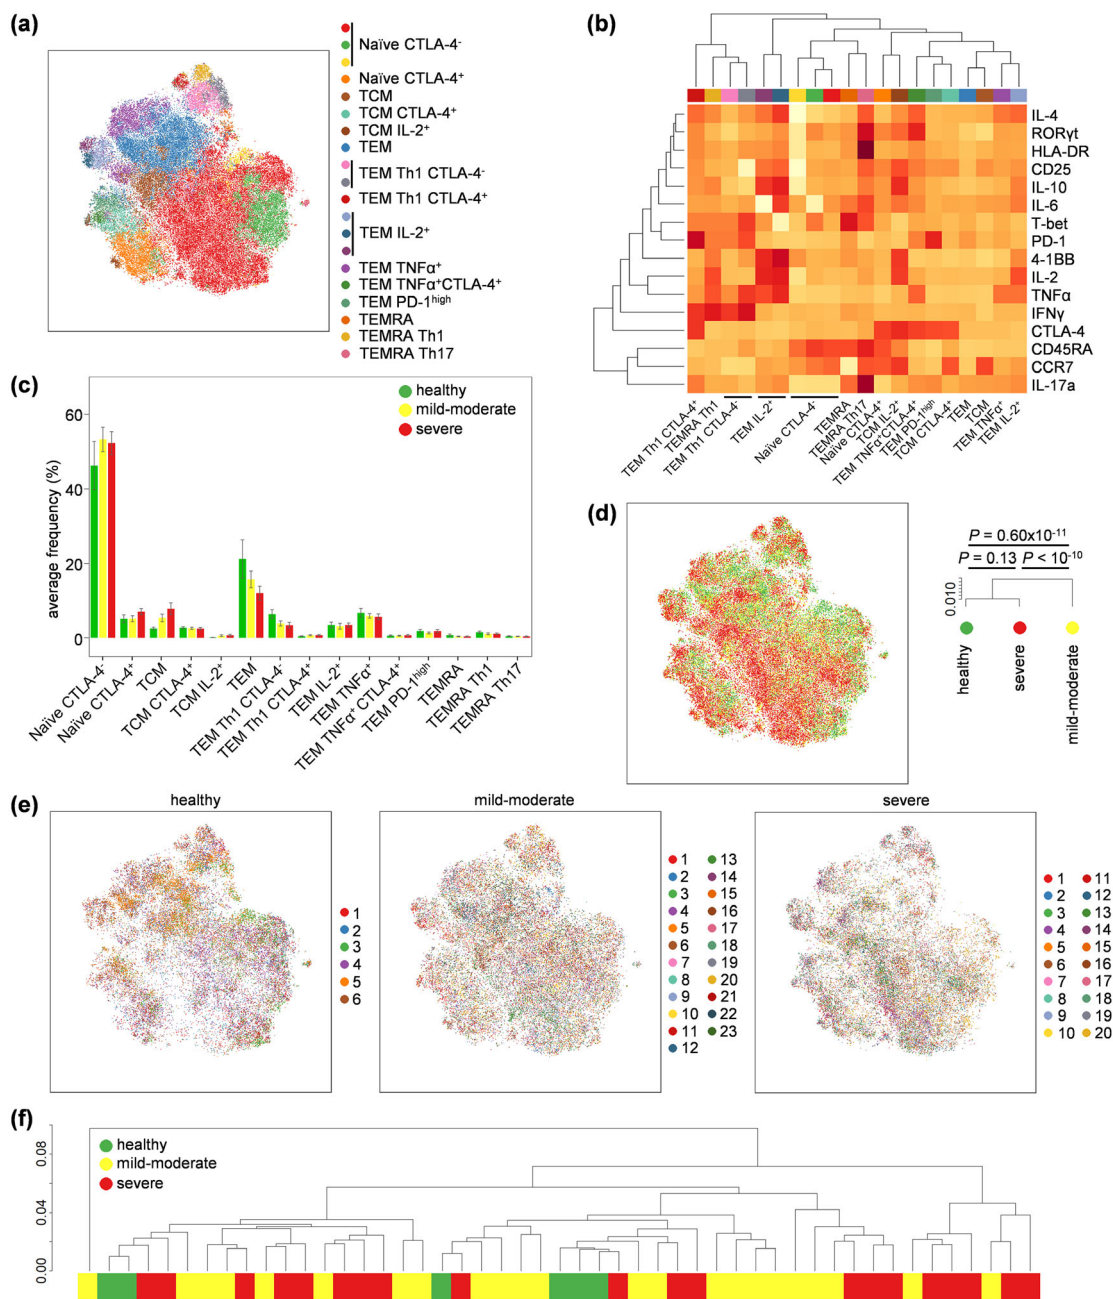 (a)
Naïve CTLA-4⁻
Naïve CTLA-4⁺
TCM
TCM CTLA-4⁺
TCM IL-2⁺
TEM
TEM Th1 CTLA-4⁻
TEM Th1 CTLA-4⁺
TEM IL-2⁺
TEM TNFα⁺
TEM TNFα⁺CTLA-4⁺
TEM PD-1ʰⁱᵍʰ
TEMRA
TEMRA Th1
TEMRA Th17
(b)
IL-4
RORγt
HLA-DR
CD25
IL-10
IL-6
T-bet
PD-1
4-1BB
IL-2
TNFα
IFNγ
CTLA-4
CD45RA
CCR7
IL-17a
TEM Th1 CTLA-4⁺
TEMRA Th1
TEM Th1 CTLA-4⁻
TEM IL-2⁺
Naïve CTLA-4⁻
TEMRA
TEMRA Th17
Naïve CTLA-4⁺
TCM IL-2⁺
TEM TNFα⁺CTLA-4⁺
TEM PD-1ʰⁱᵍʰ
TCM CTLA-4⁺
TEM
TCM
TEM TNFα⁺
TEM IL-2⁺
(c)
healthy
mild-moderate
severe
average frequency (%)
60
40
20
0
Naïve CTLA-4⁻
Naïve CTLA-4⁺
TCM
TCM CTLA-4⁺
TCM IL-2⁺
TEM
TEM Th1 CTLA-4⁻
TEM Th1 CTLA-4⁺
TEM IL-2⁺
TEM TNFα⁺
TEM TNFα⁺ CTLA-4⁺
TEM PD-1ʰⁱᵍʰ
TEMRA
TEMRA Th1
TEMRA Th17
(d)
P = 0.60x10⁻¹¹
P = 0.13 P < 10⁻¹⁰
0.010
healthy
severe
mild-moderate
(e)
healthy
1
2
3
4
5
6
mild-moderate
1 13
2 14
3 15
4 16
5 17
6 18
7 19
8 20
9 21
10 22
11 23
12
severe
1 11
2 12
3 13
4 14
5 15
6 16
7 17
8 18
9 19
10 20
(f)
healthy
mild-moderate
severe
0.08
0.04
0.00